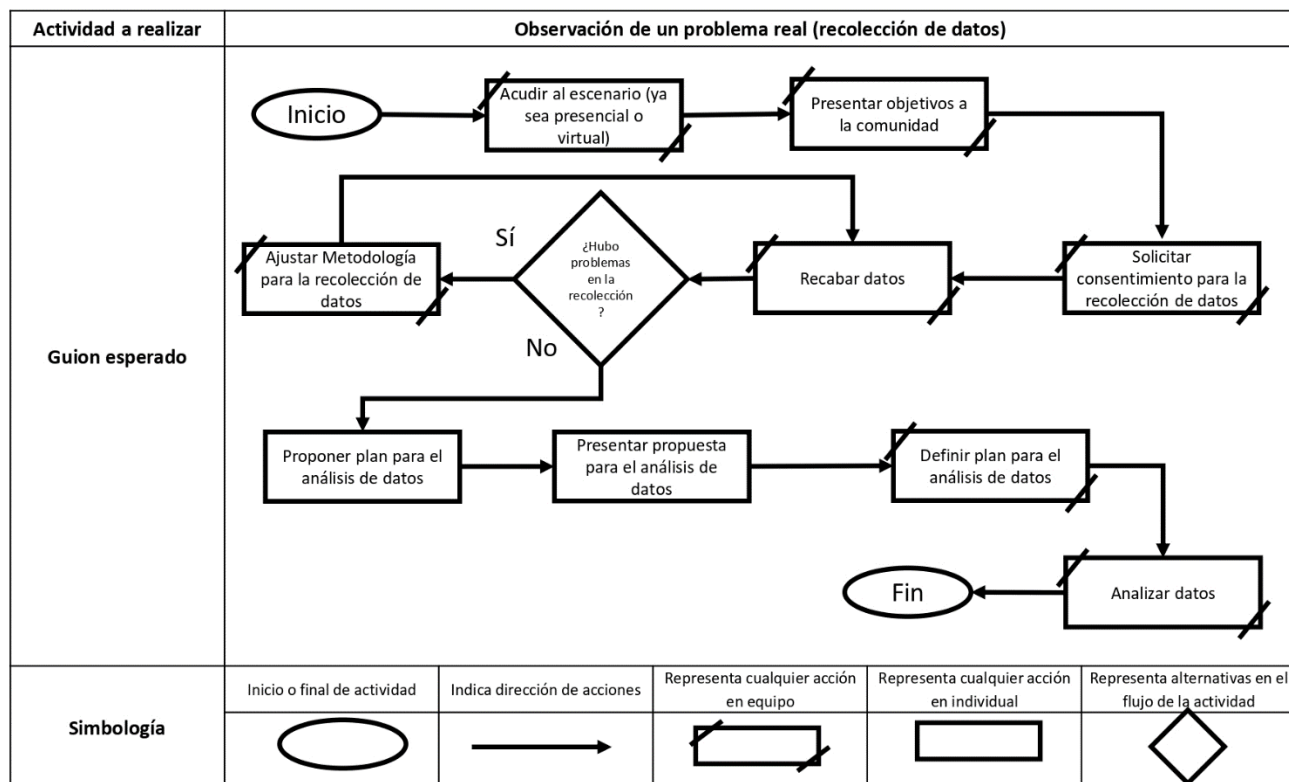 Actividad a realizar
Observación de un problema real (recolección de datos)
Guion esperado
Inicio
Acudir al escenario (ya
sea presencial o
virtual)
Presentar objetivos a
la comunidad
Solicitar
consentimiento para la
recolección de datos
Recabar datos
¿Hubo
problemas
en la
recolección
?
Sí
No
Ajustar Metodología
para la recolección de
datos
Proponer plan para el
análisis de datos
Presentar propuesta
para el análisis de
datos
Definir plan para el
análisis de datos
Analizar datos
Fin
Simbología
Inicio o final de actividad
Indica dirección de acciones
Representa cualquier acción
en equipo
Representa cualquier acción
en individual
Representa alternativas en el
flujo de la actividad